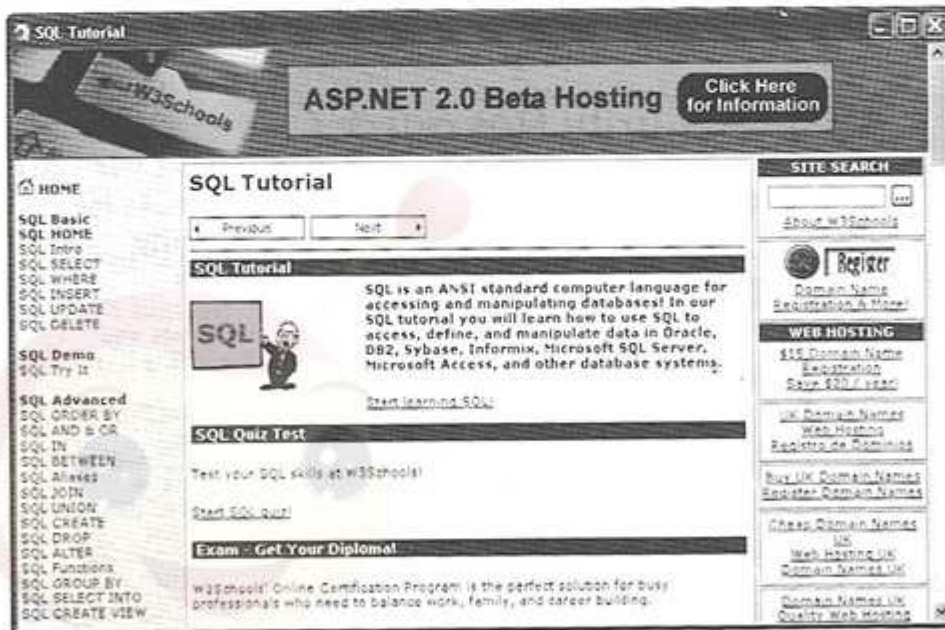 SQL Tutorial
W3Schools
ASP.NET 2.0 Beta Hosting
Click Here
for Information
HOME
SQL Basic
SQL HOME
SQL Intro
SQL SELECT
SQL WHERE
SQL INSERT
SQL UPDATE
SQL DELETE
SQL Demo
SQL Try It
SQL Advanced
SQL ORDER BY
SQL AND & OR
SQL IN
SQL BETWEEN
SQL Aliases
SQL JOIN
SQL UNION
SQL CREATE
SQL DROP
SQL ALTER
SQL Functions
SQL GROUP BY
SQL SELECT INTO
SQL CREATE VIEW
SQL Tutorial
Previous
Next
SQL Tutorial
SQL
SQL is an ANSI standard computer language for
accessing and manipulating databases! In our
SQL tutorial you will learn how to use SQL to
access, define, and manipulate data in Oracle,
DB2, Sybase, Informix, Microsoft SQL Server,
Microsoft Access, and other database systems.
Start learning SQL!
SQL Quiz Test
Test your SQL skills at W3Schools!
Start SQL quiz!
Exam - Get Your Diploma!
W3Schools' Online Certification Program is the perfect solution for busy
professionals who need to balance work, family, and career building.
SITE SEARCH
...
About W3Schools
Register
Domain Name
Registration & More!
WEB HOSTING
$15 Domain Name
Registration
Save $20 / year!
UK Domain Names
Web Hosting
Registro de Dominios
Buy UK Domain Names
Register Domain Names
Cheap Domain Names
UK
Web Hosting UK
Domain Names UK
Domain Names UK
Quality Web Hosting